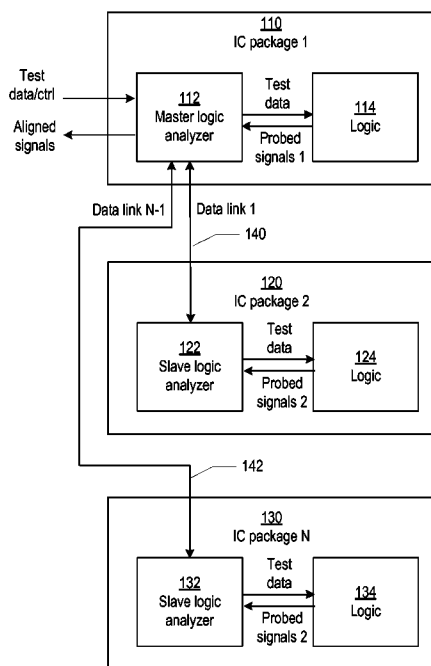 110
IC package 1
Test
data/ctrl
Aligned
signals
112
Master logic
analyzer
Test
data
Probed
signals 1
114
Logic
Data link N-1
Data link 1
140
120
IC package 2
122
Slave logic
analyzer
Test
data
Probed
signals 2
124
Logic
142
130
IC package N
132
Slave logic
analyzer
Test
data
Probed
signals 2
134
Logic